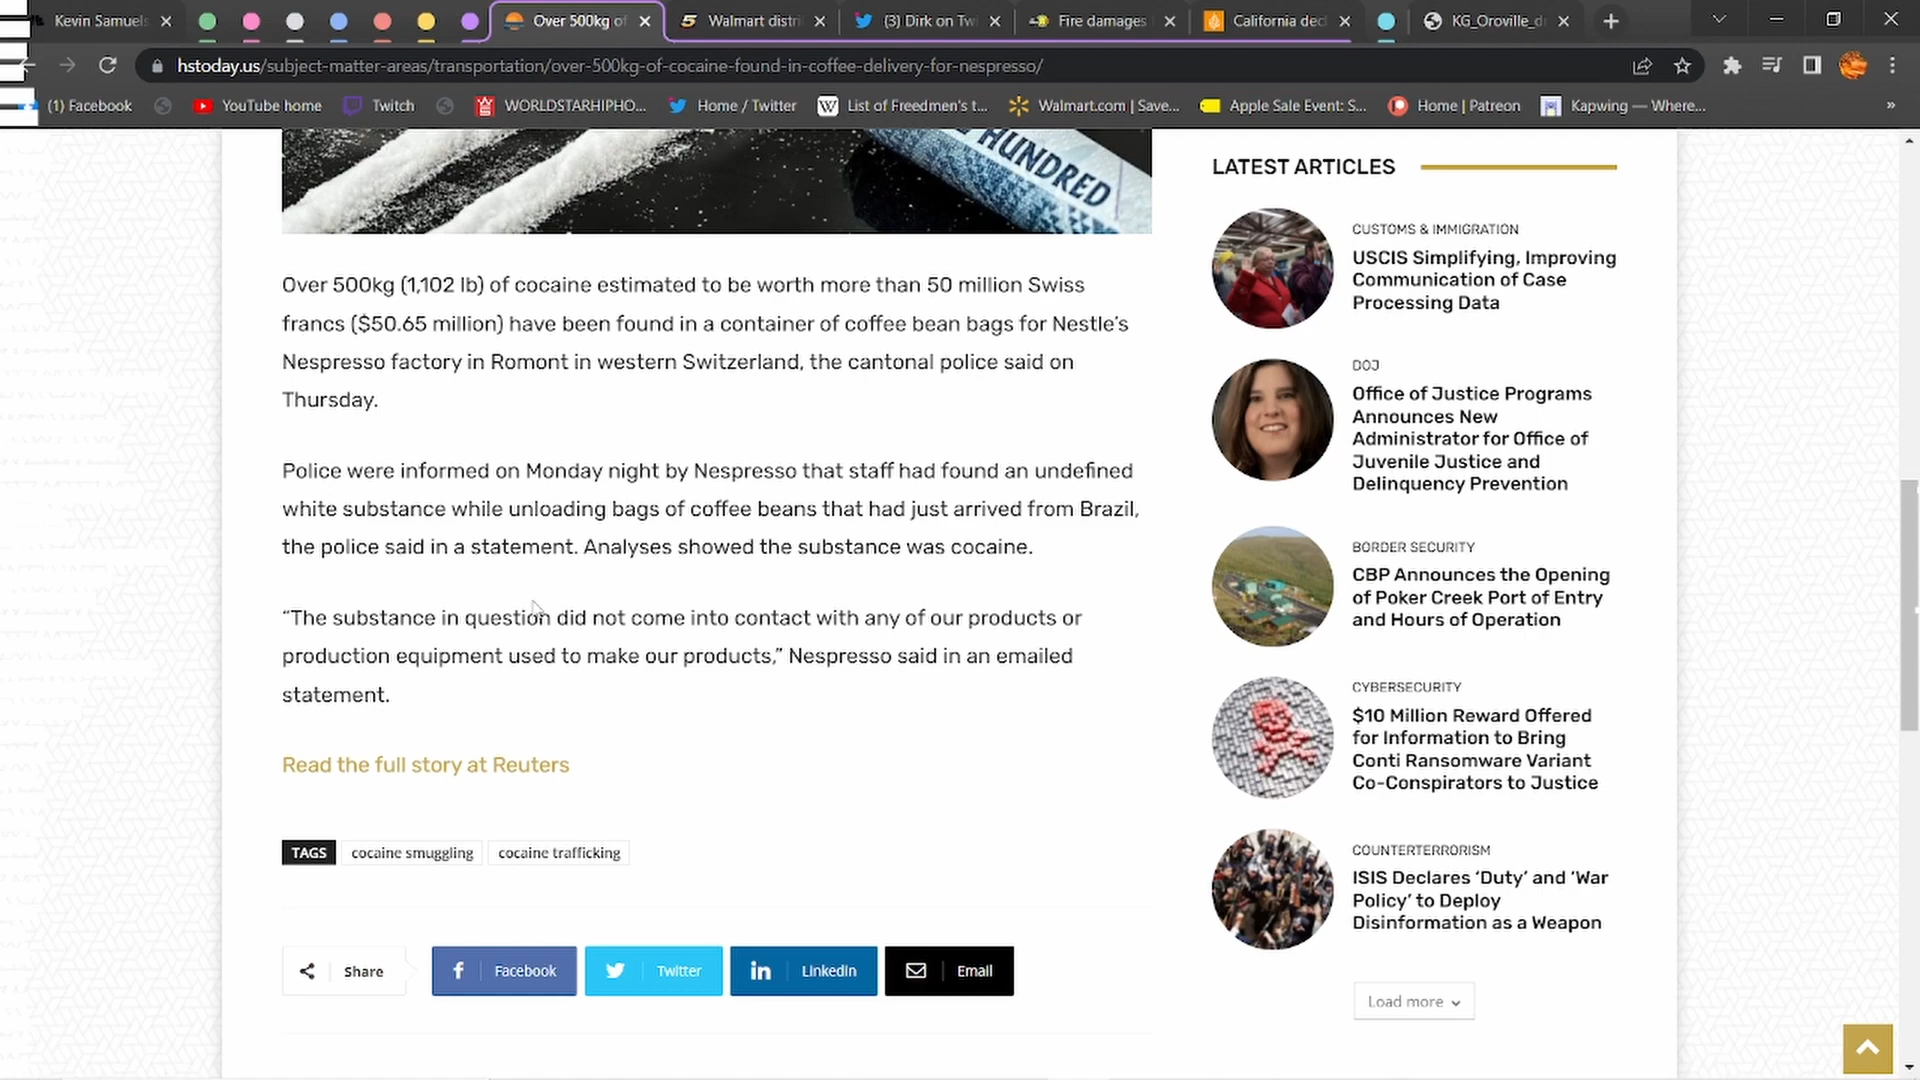 Kevin Samuels
Over 500kg of
Walmart distri
(3) Dirk on Tw
Fire damages
California dec
KG_Oroville_d
hstoday.us/subject-matter-areas/transportation/over-500kg-of-cocaine-found-in-coffee-delivery-for-nespresso/
(1) Facebook
YouTube home
Twitch
WORLDSTARHIPHO...
Home / Twitter
List of Freedmen's t...
Walmart.com | Save...
Apple Sale Event: S...
Home | Patreon
Kapwing — Where...
»
HUNDRED
Over 500kg (1,102 lb) of cocaine estimated to be worth more than 50 million Swiss
francs ($50.65 million) have been found in a container of coffee bean bags for Nestle’s
Nespresso factory in Romont in western Switzerland, the cantonal police said on
Thursday.
Police were informed on Monday night by Nespresso that staff had found an undefined
white substance while unloading bags of coffee beans that had just arrived from Brazil,
the police said in a statement. Analyses showed the substance was cocaine.
“The substance in question did not come into contact with any of our products or
production equipment used to make our products,” Nespresso said in an emailed
statement.
Read the full story at Reuters
TAGS
cocaine smuggling
cocaine trafficking
Share
Facebook
Twitter
Linkedin
Email
LATEST ARTICLES
CUSTOMS & IMMIGRATION
USCIS Simplifying, Improving
Communication of Case
Processing Data
DOJ
Office of Justice Programs
Announces New
Administrator for Office of
Juvenile Justice and
Delinquency Prevention
BORDER SECURITY
CBP Announces the Opening
of Poker Creek Port of Entry
and Hours of Operation
CYBERSECURITY
$10 Million Reward Offered
for Information to Bring
Conti Ransomware Variant
Co-Conspirators to Justice
COUNTERTERRORISM
ISIS Declares ‘Duty’ and ‘War
Policy’ to Deploy
Disinformation as a Weapon
Load more